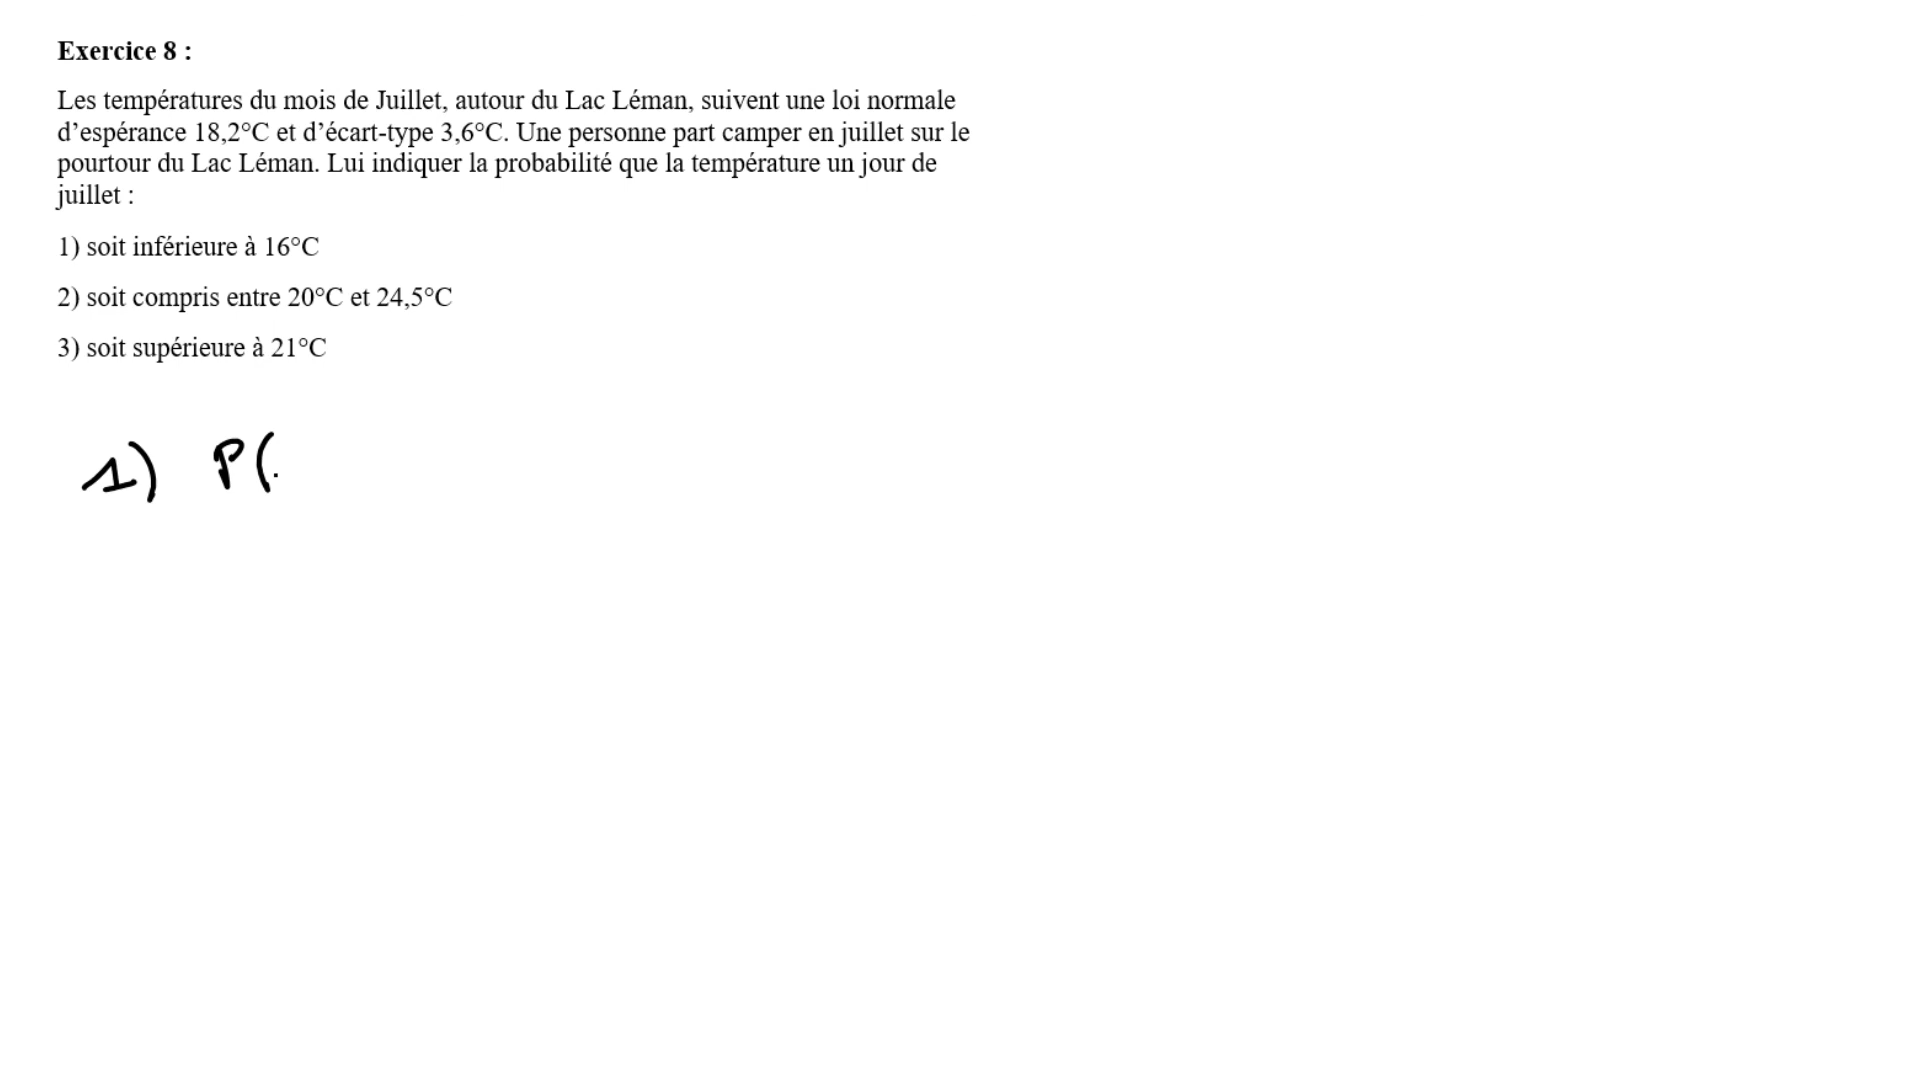 Exercice 8 :
Les températures du mois de Juillet, autour du Lac Léman, suivent une loi normale
d’espérance 18,2°C et d’écart-type 3,6°C. Une personne part camper en juillet sur le
pourtour du Lac Léman. Lui indiquer la probabilité que la température un jour de
juillet :
1) soit inférieure à 16°C
2) soit compris entre 20°C et 24,5°C
3) soit supérieure à 21°C
1) P(